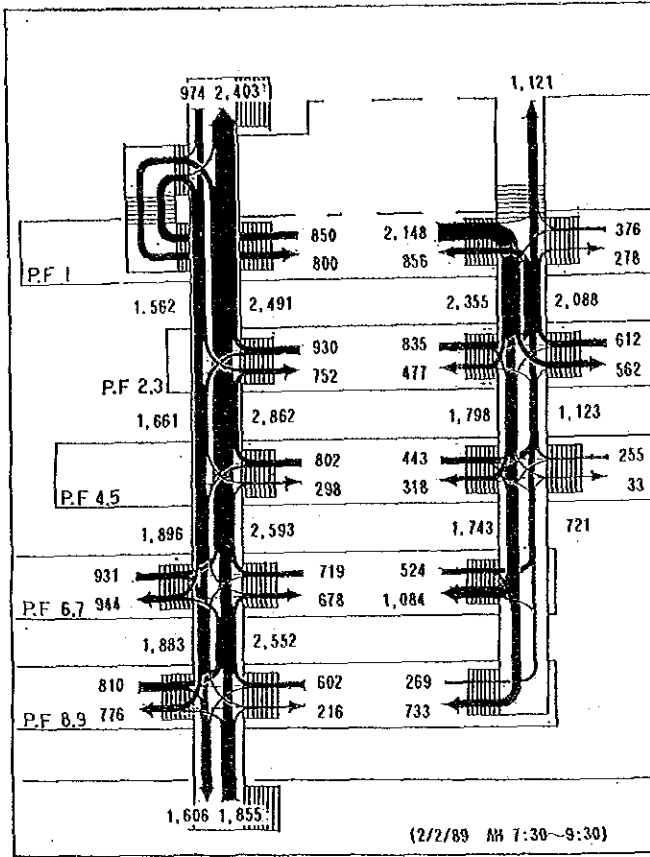 974 2,403 1,121
850 2,148 376
800 856 278
P.F 1
1.562 2,491 2,355 2,088
930 835 612
752 477 562
P.F 2.3
1,661 2,862 1,798 1,123
802 443 255
298 318 33
P.F 4.5
1,896 2,593 1,743 721
931 719 524
P.F 6.7 944 678 1,084
1,883 2,552
810 602 269
P.F 8.9 776 216 733
1,606 1,855
(2/2/89 AM 7:30~9:30)